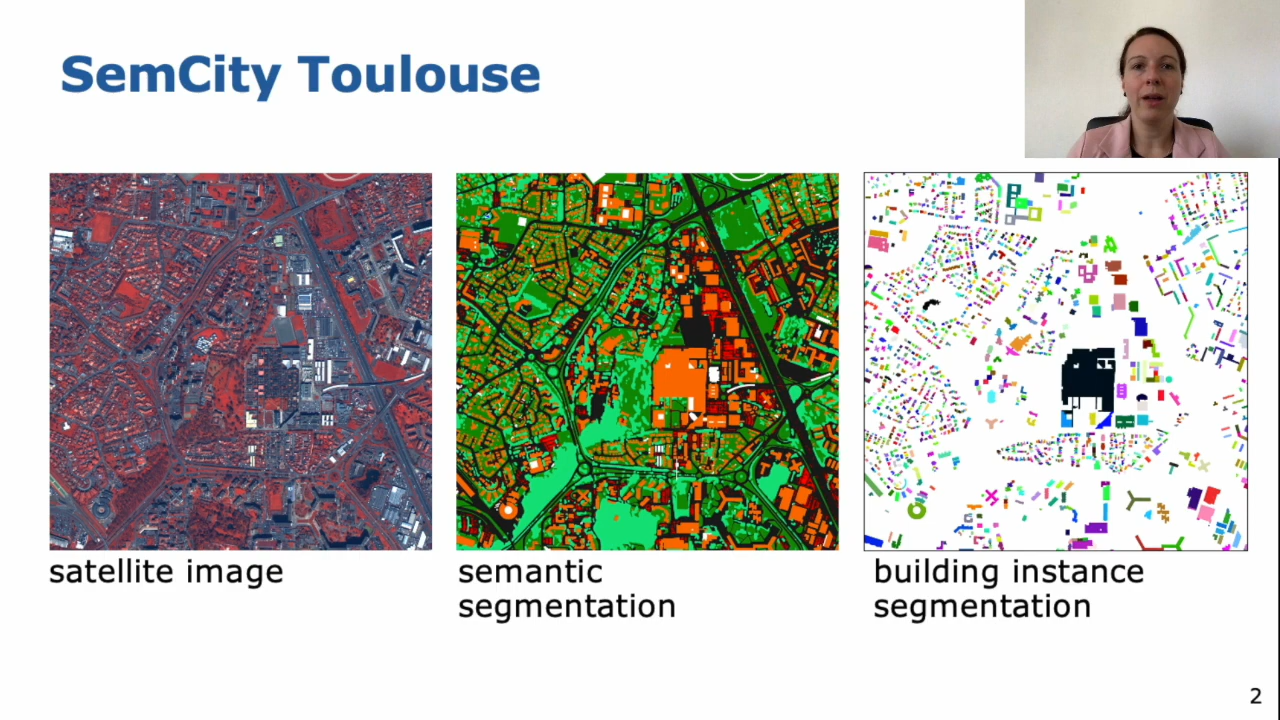 SemCity Toulouse
satellite image
semantic
segmentation
building instance
segmentation
2